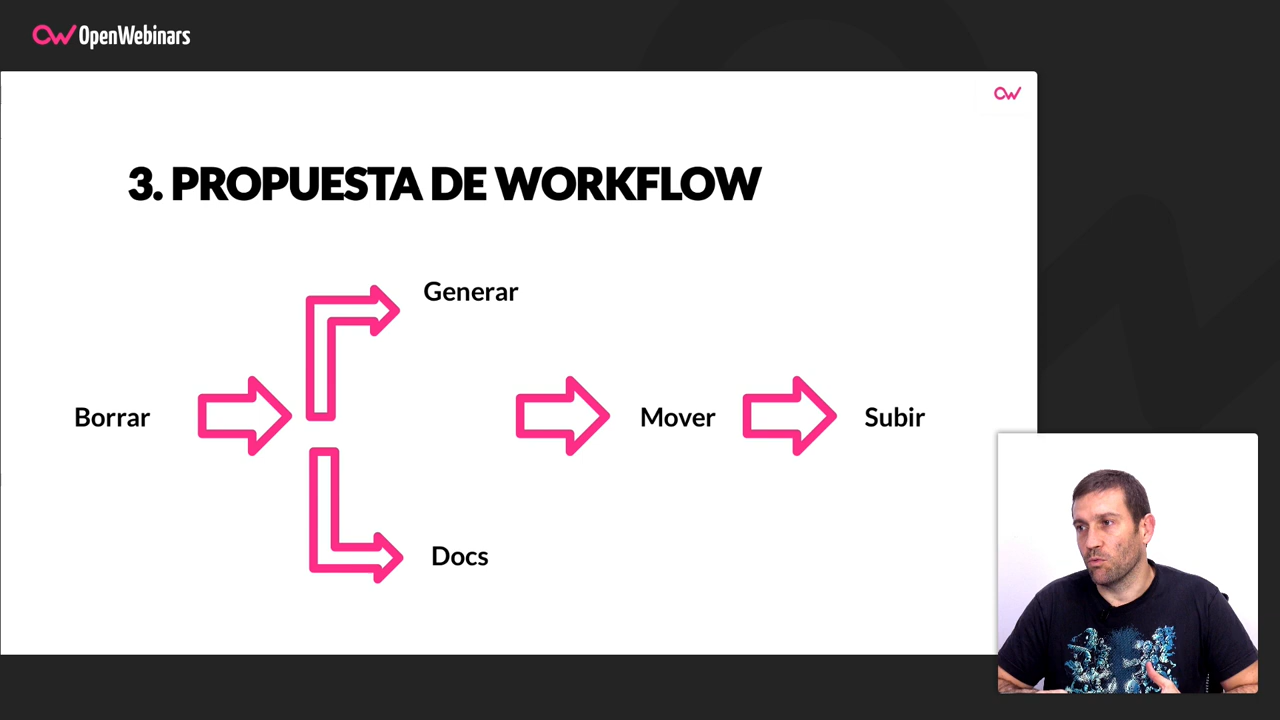 OpenWebinars
3. PROPUESTA DE WORKFLOW
Generar
Borrar
Mover
Subir
Docs